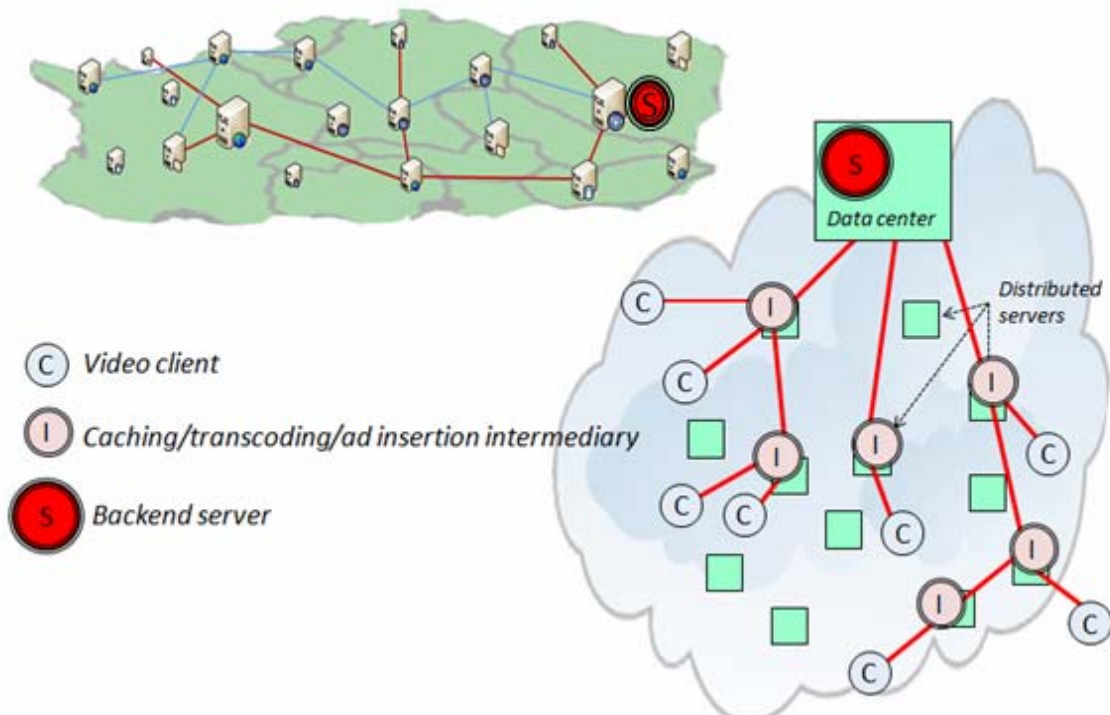 S
S
Data center
Distributed
servers
C
I
C
C
Video client
I
C
I
Caching/transcoding/ad insertion intermediary
I
I
C
C
C
S
Backend server
C
I
I
C
C